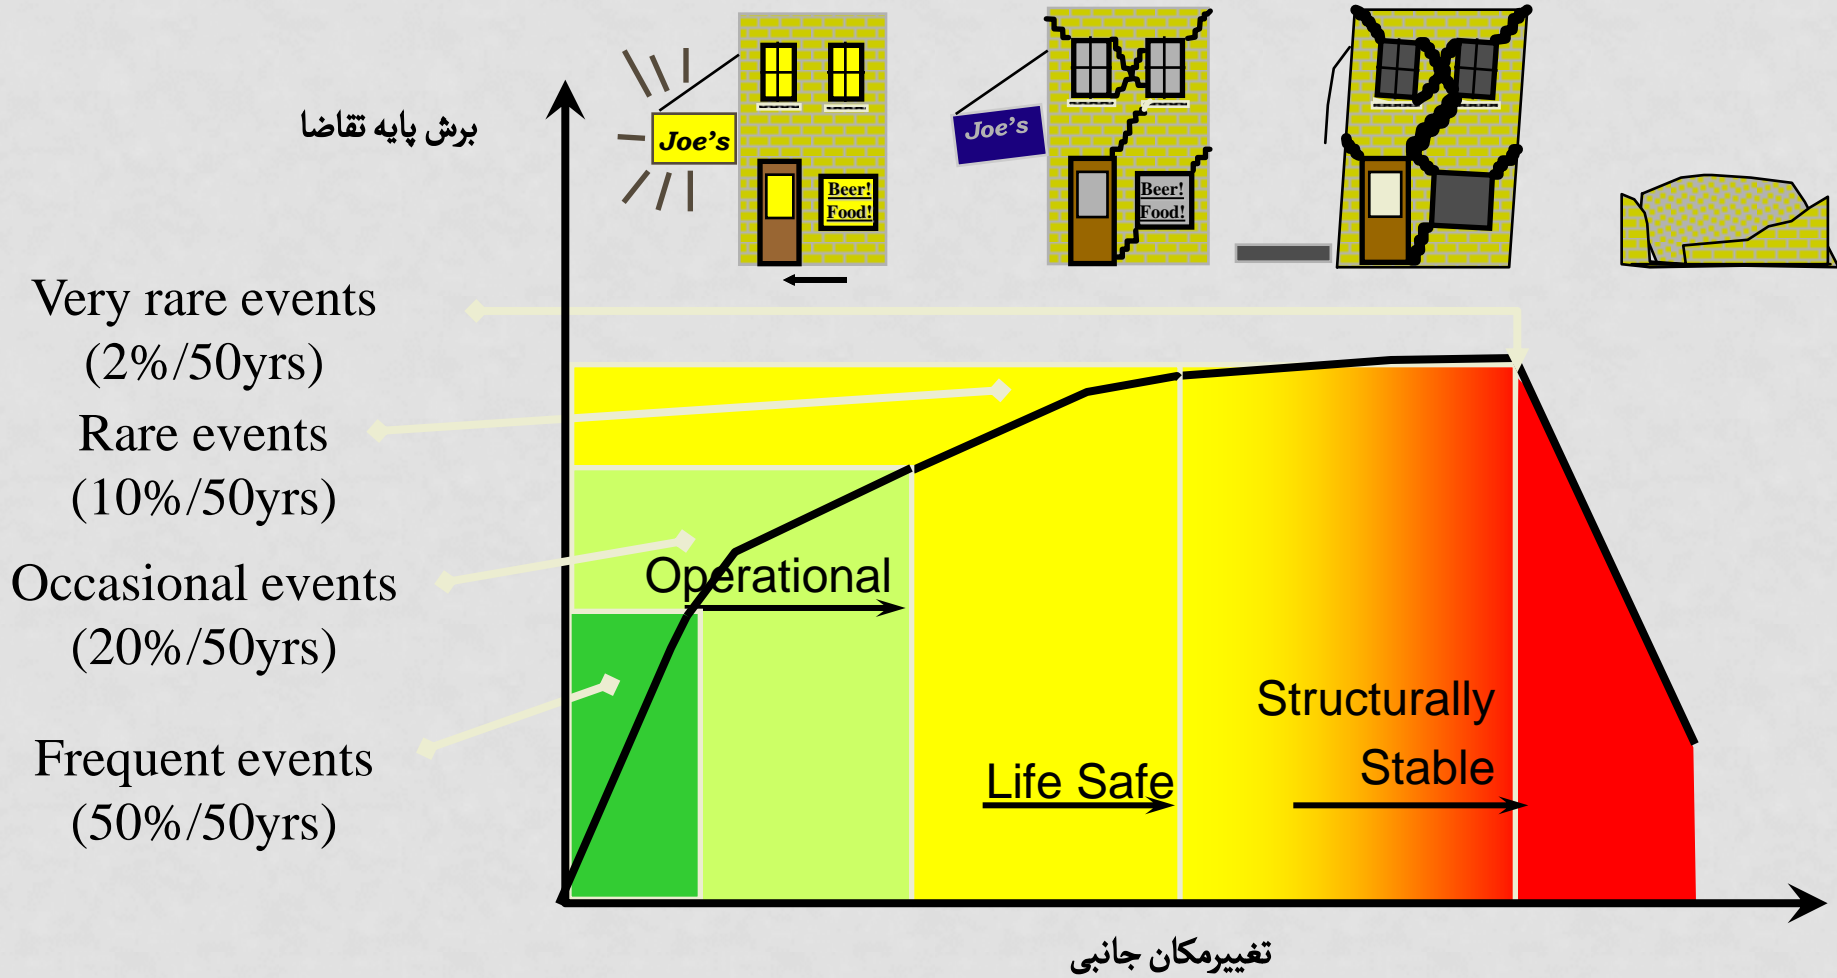 برش پایه تقاضا
Joe's
Beer!
Food!
Joe's
Beer!
Food!
Very rare events
(2%/50yrs)
Rare events
(10%/50yrs)
Occasional events
(20%/50yrs)
Frequent events
(50%/50yrs)
Operational
Life Safe
Structurally
Stable
تغییرمکان جانبی